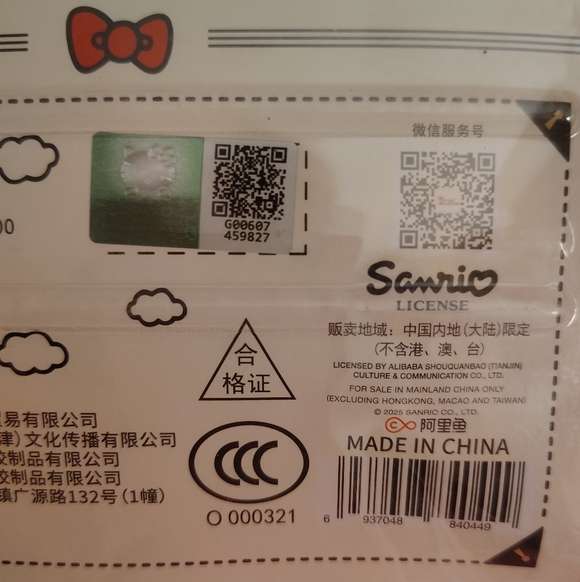 微信服务号
G00607
459827
00
Sanrio
LICENSE
贩卖地域：中国内地(大陆)限定
(不含港、澳、台)
LICENSED BY ALIBABA SHOUQUANBAO (TIANJIN)
CULTURE & COMMUNICATION CO., LTD.
FOR SALE IN MAINLAND CHINA ONLY
(EXCLUDING HONGKONG, MACAO AND TAIWAN)
© 2025 SANRIO CO., LTD.
阿里鱼
MADE IN CHINA
6 937048 840449
合
格证
CCC
O 000321
易有限公司
津）文化传播有限公司
胶制品有限公司
胶制品有限公司
镇广源路132号(1幢)